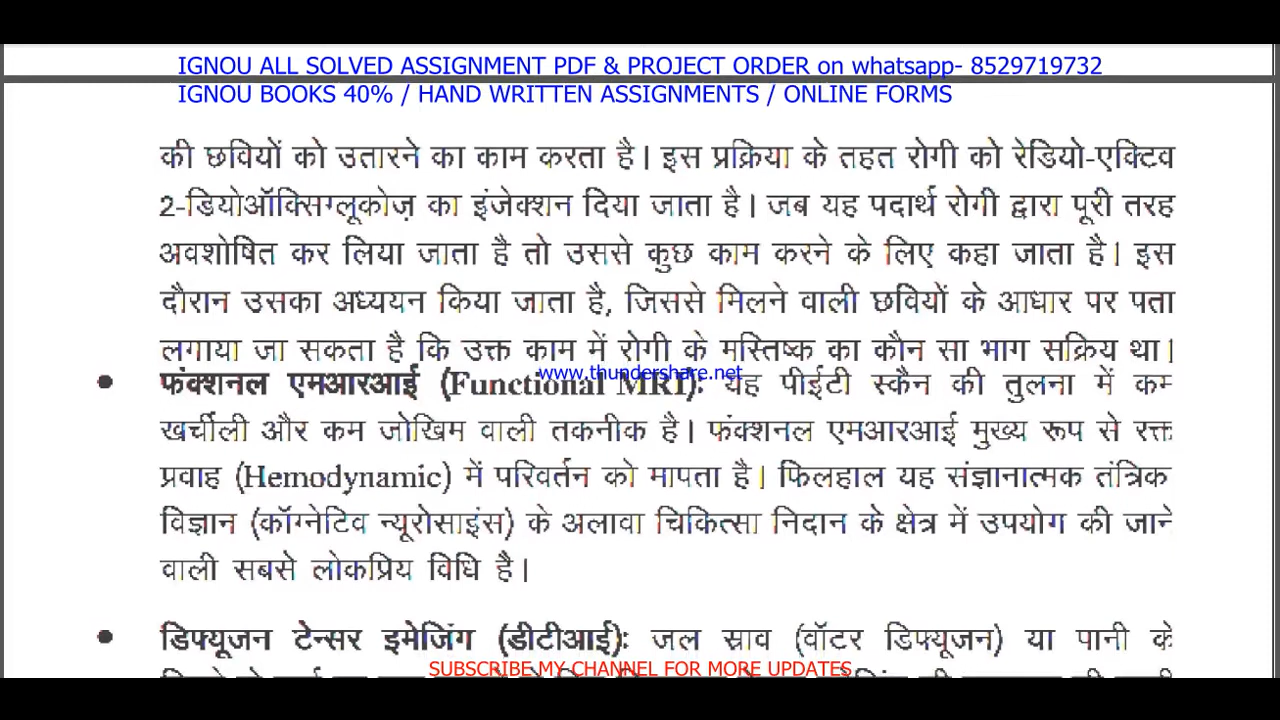 IGNOU ALL SOLVED ASSIGNMENT PDF & PROJECT ORDER on whatsapp- 8529719732
IGNOU BOOKS 40% / HAND WRITTEN ASSIGNMENTS / ONLINE FORMS
की छवियों को उतारने का काम करता है। इस प्रक्रिया के तहत रोगी को रेडियो-एक्टिव
2-डियोऑक्सिग्लूकोज़ का इंजेक्शन दिया जाता है। जब यह पदार्थ रोगी द्वारा पूरी तरह
अवशोषित कर लिया जाता है तो उससे कुछ काम करने के लिए कहा जाता है। इस
दौरान उसका अध्ययन किया जाता है, जिससे मिलने वाली छवियों के आधार पर पता
लगाया जा सकता है कि उक्त काम में रोगी के मस्तिष्क का कौन सा भाग सक्रिय था।
www.thundershare.net
• फंक्शनल एमआरआई (Functional MRI): यह पीईटी स्कैन की तुलना में कम
खर्चीली और कम जोखिम वाली तकनीक है। फंक्शनल एमआरआई मुख्य रूप से रक्त
प्रवाह (Hemodynamic) में परिवर्तन को मापता है। फिलहाल यह संज्ञानात्मक तंत्रिक
विज्ञान (कॉग्नेटिव न्यूरोसाइंस) के अलावा चिकित्सा निदान के क्षेत्र में उपयोग की जाने
वाली सबसे लोकप्रिय विधि है।
• डिफ्यूजन टेन्सर इमेजिंग (डीटीआई): जल स्राव (वॉटर डिफ्यूजन) या पानी के
SUBSCRIBE MY CHANNEL FOR MORE UPDATES